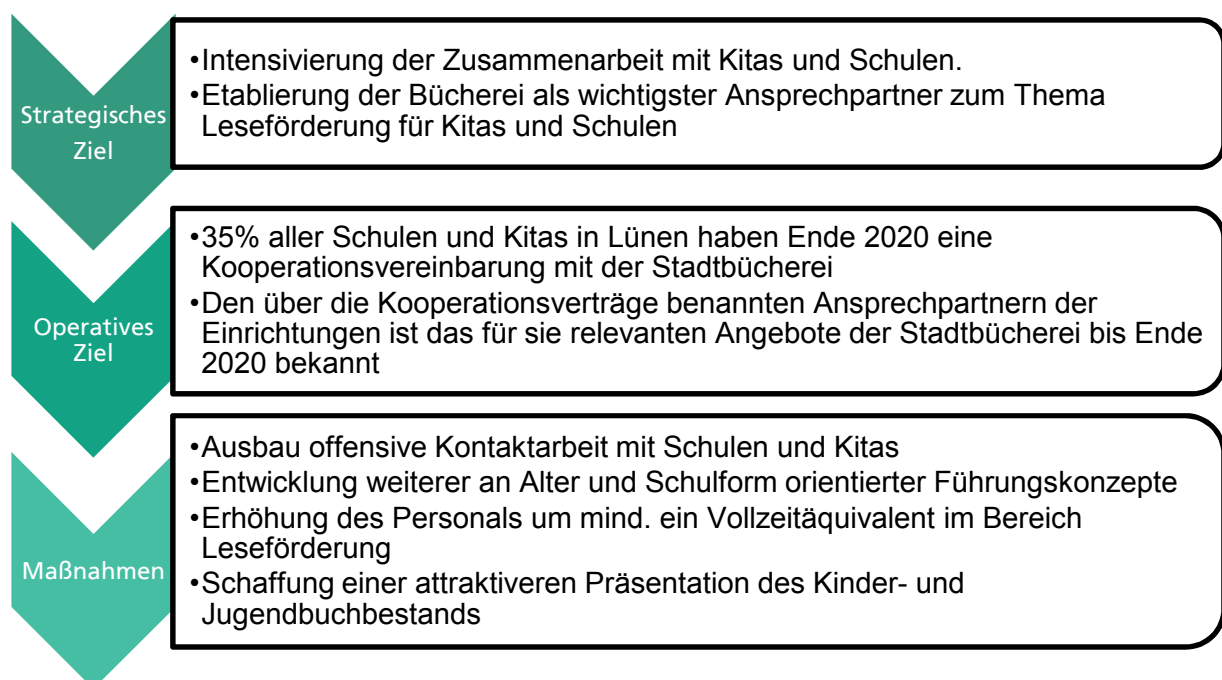 Strategisches
Ziel
•Intensivierung der Zusammenarbeit mit Kitas und Schulen.
•Etablierung der Bücherei als wichtigster Ansprechpartner zum Thema
Leseförderung für Kitas und Schulen
Operatives
Ziel
•35% aller Schulen und Kitas in Lünen haben Ende 2020 eine
Kooperationsvereinbarung mit der Stadtbücherei
•Den über die Kooperationsverträge benannten Ansprechpartnern der
Einrichtungen ist das für sie relevanten Angebote der Stadtbücherei bis Ende
2020 bekannt
Maßnahmen
•Ausbau offensive Kontaktarbeit mit Schulen und Kitas
•Entwicklung weiterer an Alter und Schulform orientierter Führungskonzepte
•Erhöhung des Personals um mind. ein Vollzeitäquivalent im Bereich
Leseförderung
•Schaffung einer attraktiveren Präsentation des Kinder- und
Jugendbuchbestands